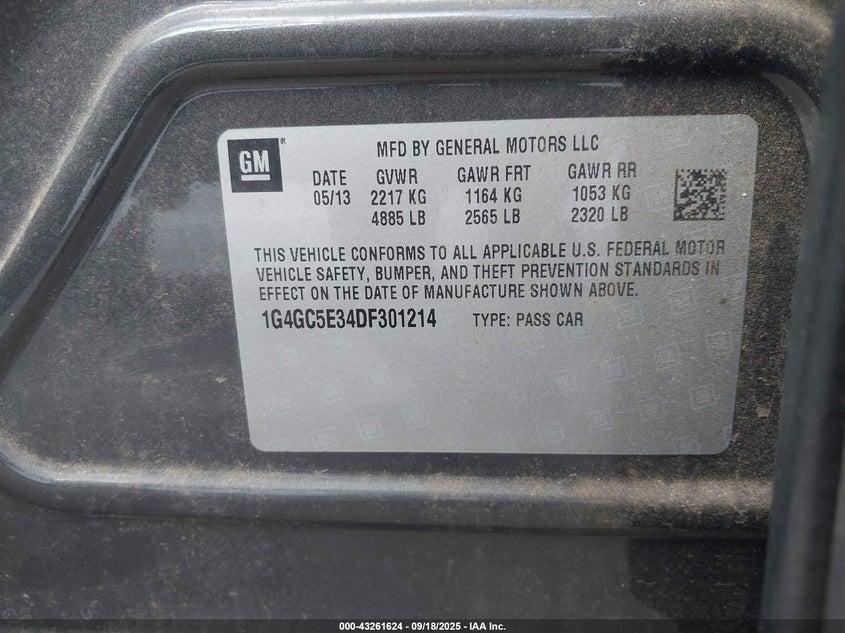 GM ®
MFD BY GENERAL MOTORS LLC
DATE GVWR GAWR FRT GAWR RR
05/13 2217 KG 1164 KG 1053 KG
4885 LB 2565 LB 2320 LB
THIS VEHICLE CONFORMS TO ALL APPLICABLE U.S. FEDERAL MOTOR
VEHICLE SAFETY, BUMPER, AND THEFT PREVENTION STANDARDS IN
EFFECT ON THE DATE OF MANUFACTURE SHOWN ABOVE.
1G4GC5E34DF301214 TYPE: PASS CAR
000-43261624 - 09/18/2025 - IAA Inc.